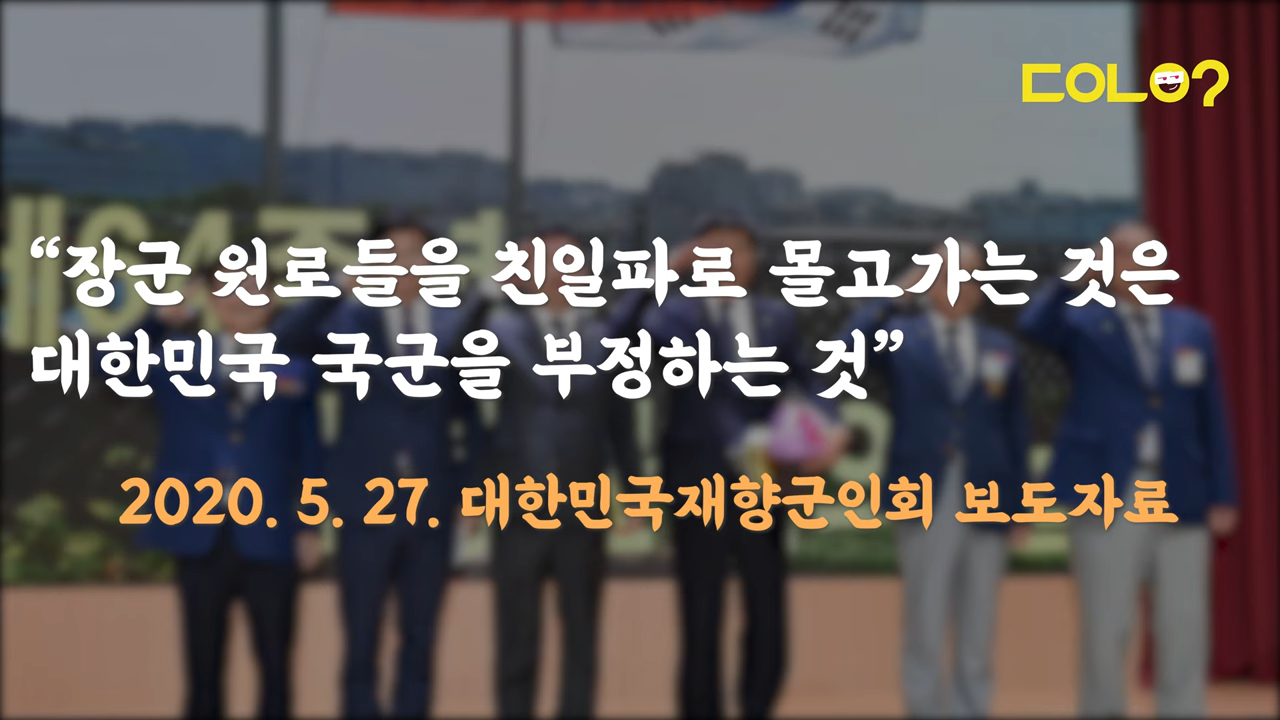 “장군 원로들을 친일파로 몰고가는 것은
대한민국 국군을 부정하는 것”
2020. 5. 27. 대한민국재향군인회 보도자료